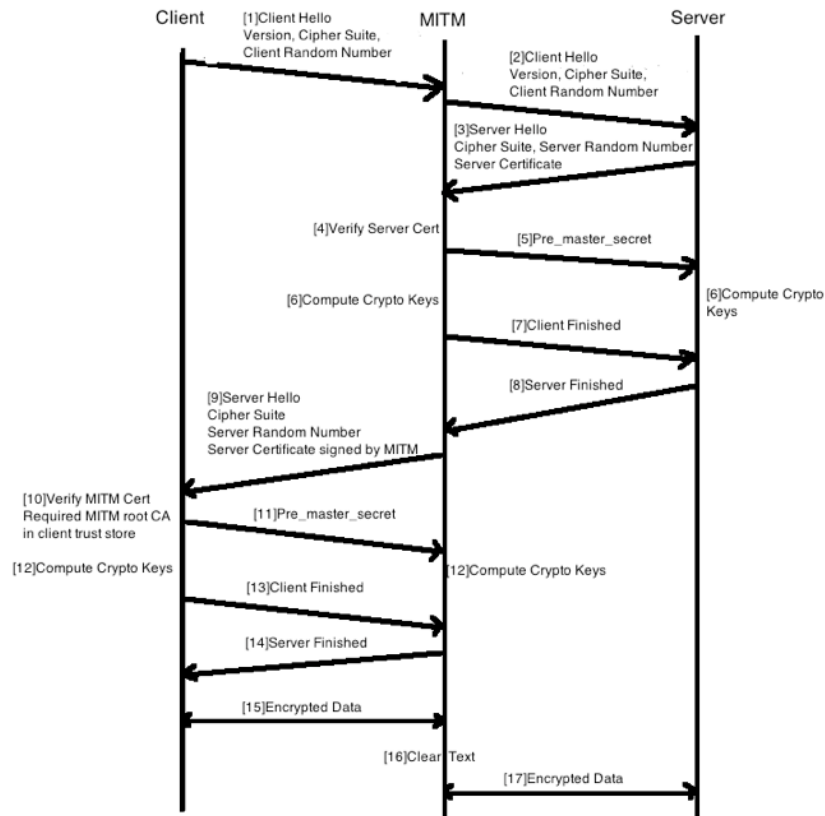 Client
MITM
Server
[1]Client Hello
Version, Cipher Suite,
Client Random Number
[2]Client Hello
Version, Cipher Suite,
Client Random Number
[3]Server Hello
Cipher Suite, Server Random Number
Server Certificate
[4]Verify Server Cert
[5]Pre_master_secret
[6]Compute Crypto Keys
[6]Compute Crypto
Keys
[7]Client Finished
[8]Server Finished
[9]Server Hello
Cipher Suite
Server Random Number
Server Certificate signed by MITM
[10]Verify MITM Cert
Required MITM root CA
in client trust store
[11]Pre_master_secret
[12]Compute Crypto Keys
[12]Compute Crypto Keys
[13]Client Finished
[14]Server Finished
[15]Encrypted Data
[16]Clear Text
[17]Encrypted Data